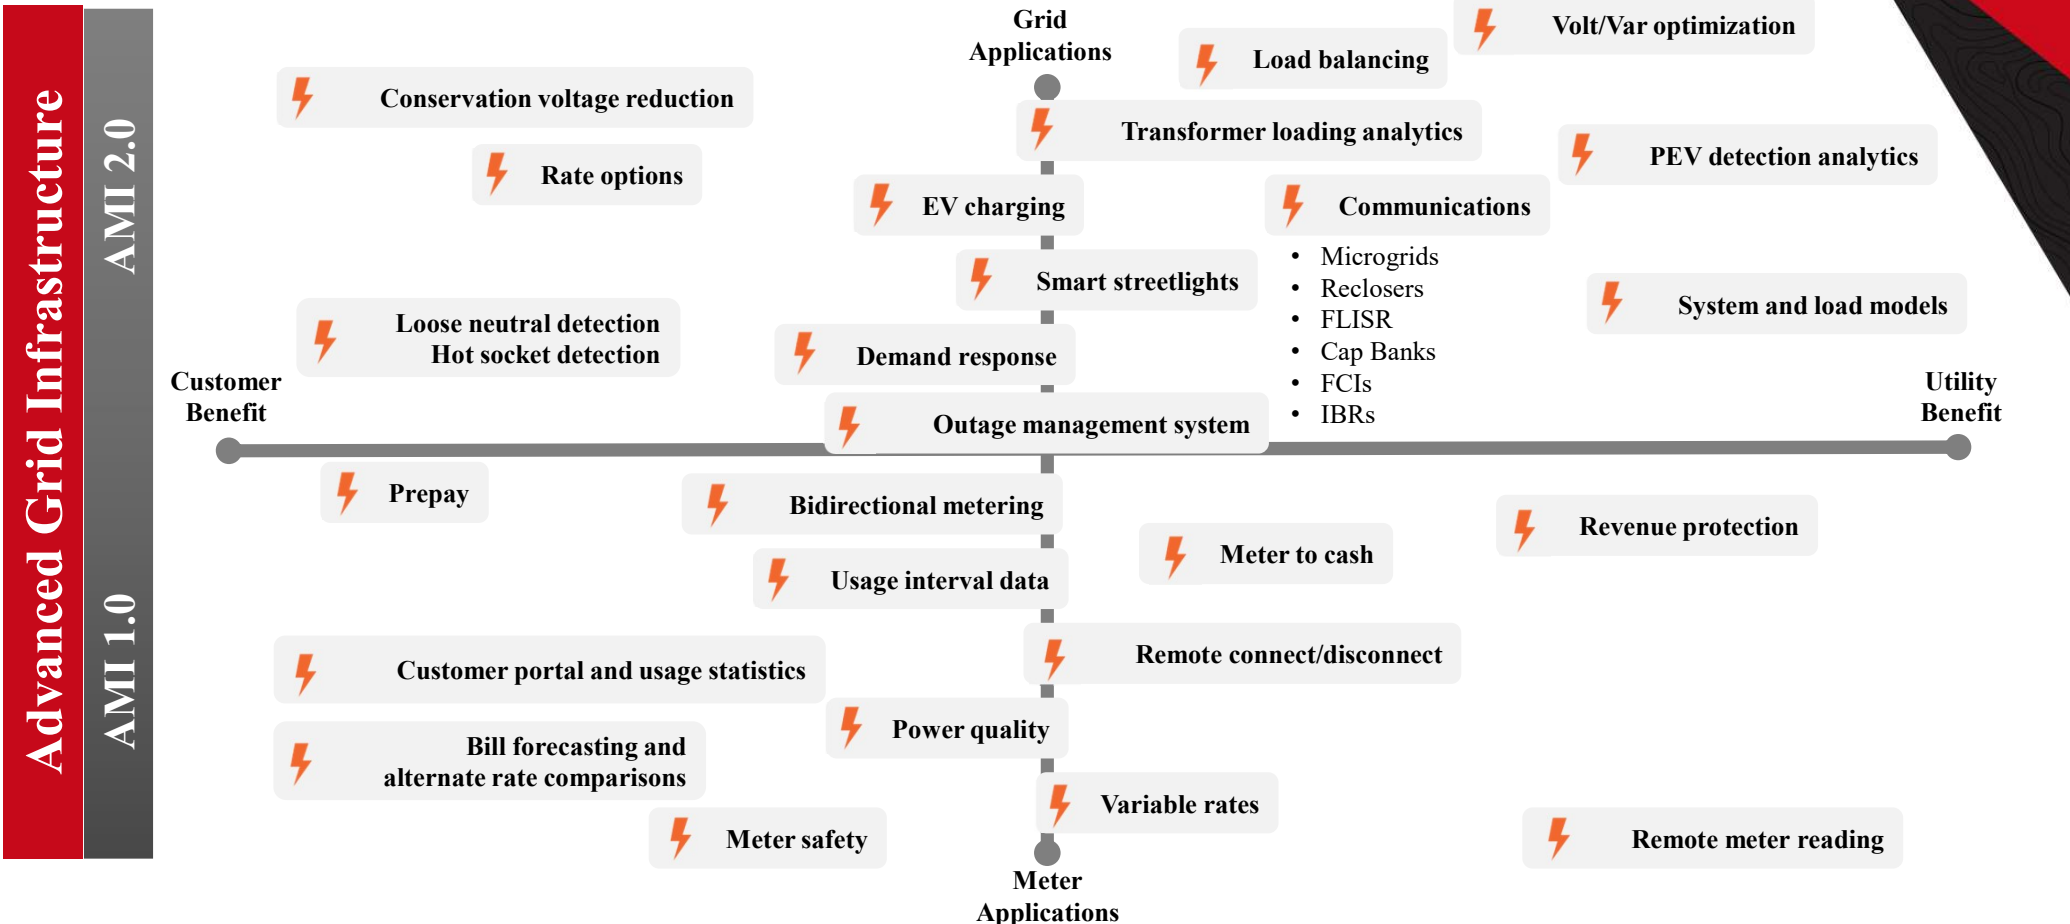 Advanced Grid Infrastructure
AMI 2.0
AMI 1.0
Grid
Applications
Volt/Var optimization
Load balancing
Conservation voltage reduction
Transformer loading analytics
PEV detection analytics
Rate options
EV charging
Communications
• Microgrids
• Reclosers
• FLISR
• Cap Banks
• FCIs
• IBRs
Smart streetlights
System and load models
Loose neutral detection
Hot socket detection
Demand response
Customer
Benefit
Utility
Benefit
Outage management system
Prepay
Bidirectional metering
Revenue protection
Meter to cash
Usage interval data
Customer portal and usage statistics
Remote connect/disconnect
Power quality
Bill forecasting and
alternate rate comparisons
Variable rates
Meter safety
Remote meter reading
Meter
Applications